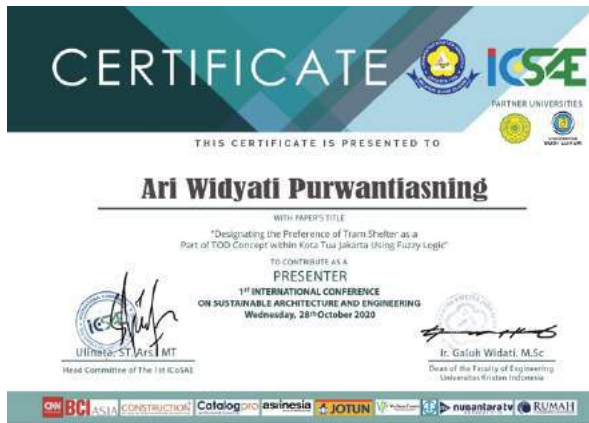 CERTIFICATE
ICSÆ
PARTNER UNIVERSITIES
THIS CERTIFICATE IS PRESENTED TO
Ari Widyati Purwantiasning
WITH PAPER'S TITLE
"Designating the Preference of Tram Shelter as a
Part of TOD Concept within Kota Tua Jakarta Using Fuzzy Logic"
TO CONTRIBUTE AS A
PRESENTER
1ST INTERNATIONAL CONFERENCE
ON SUSTAINABLE ARCHITECTURE AND ENGINEERING
Wednesday, 28th October 2020
Ulinata, ST. Ars. MT
Head Committee of The 1st ICoSAE
Ir. Galuh Widati, M.Sc
Dean of the Faculty of Engineering
Universitas Kristen Indonesia
CNN BCI ASIA CONSTRUCTION Catalogpro asrinesia JOTUN nusantaratv RUMAH